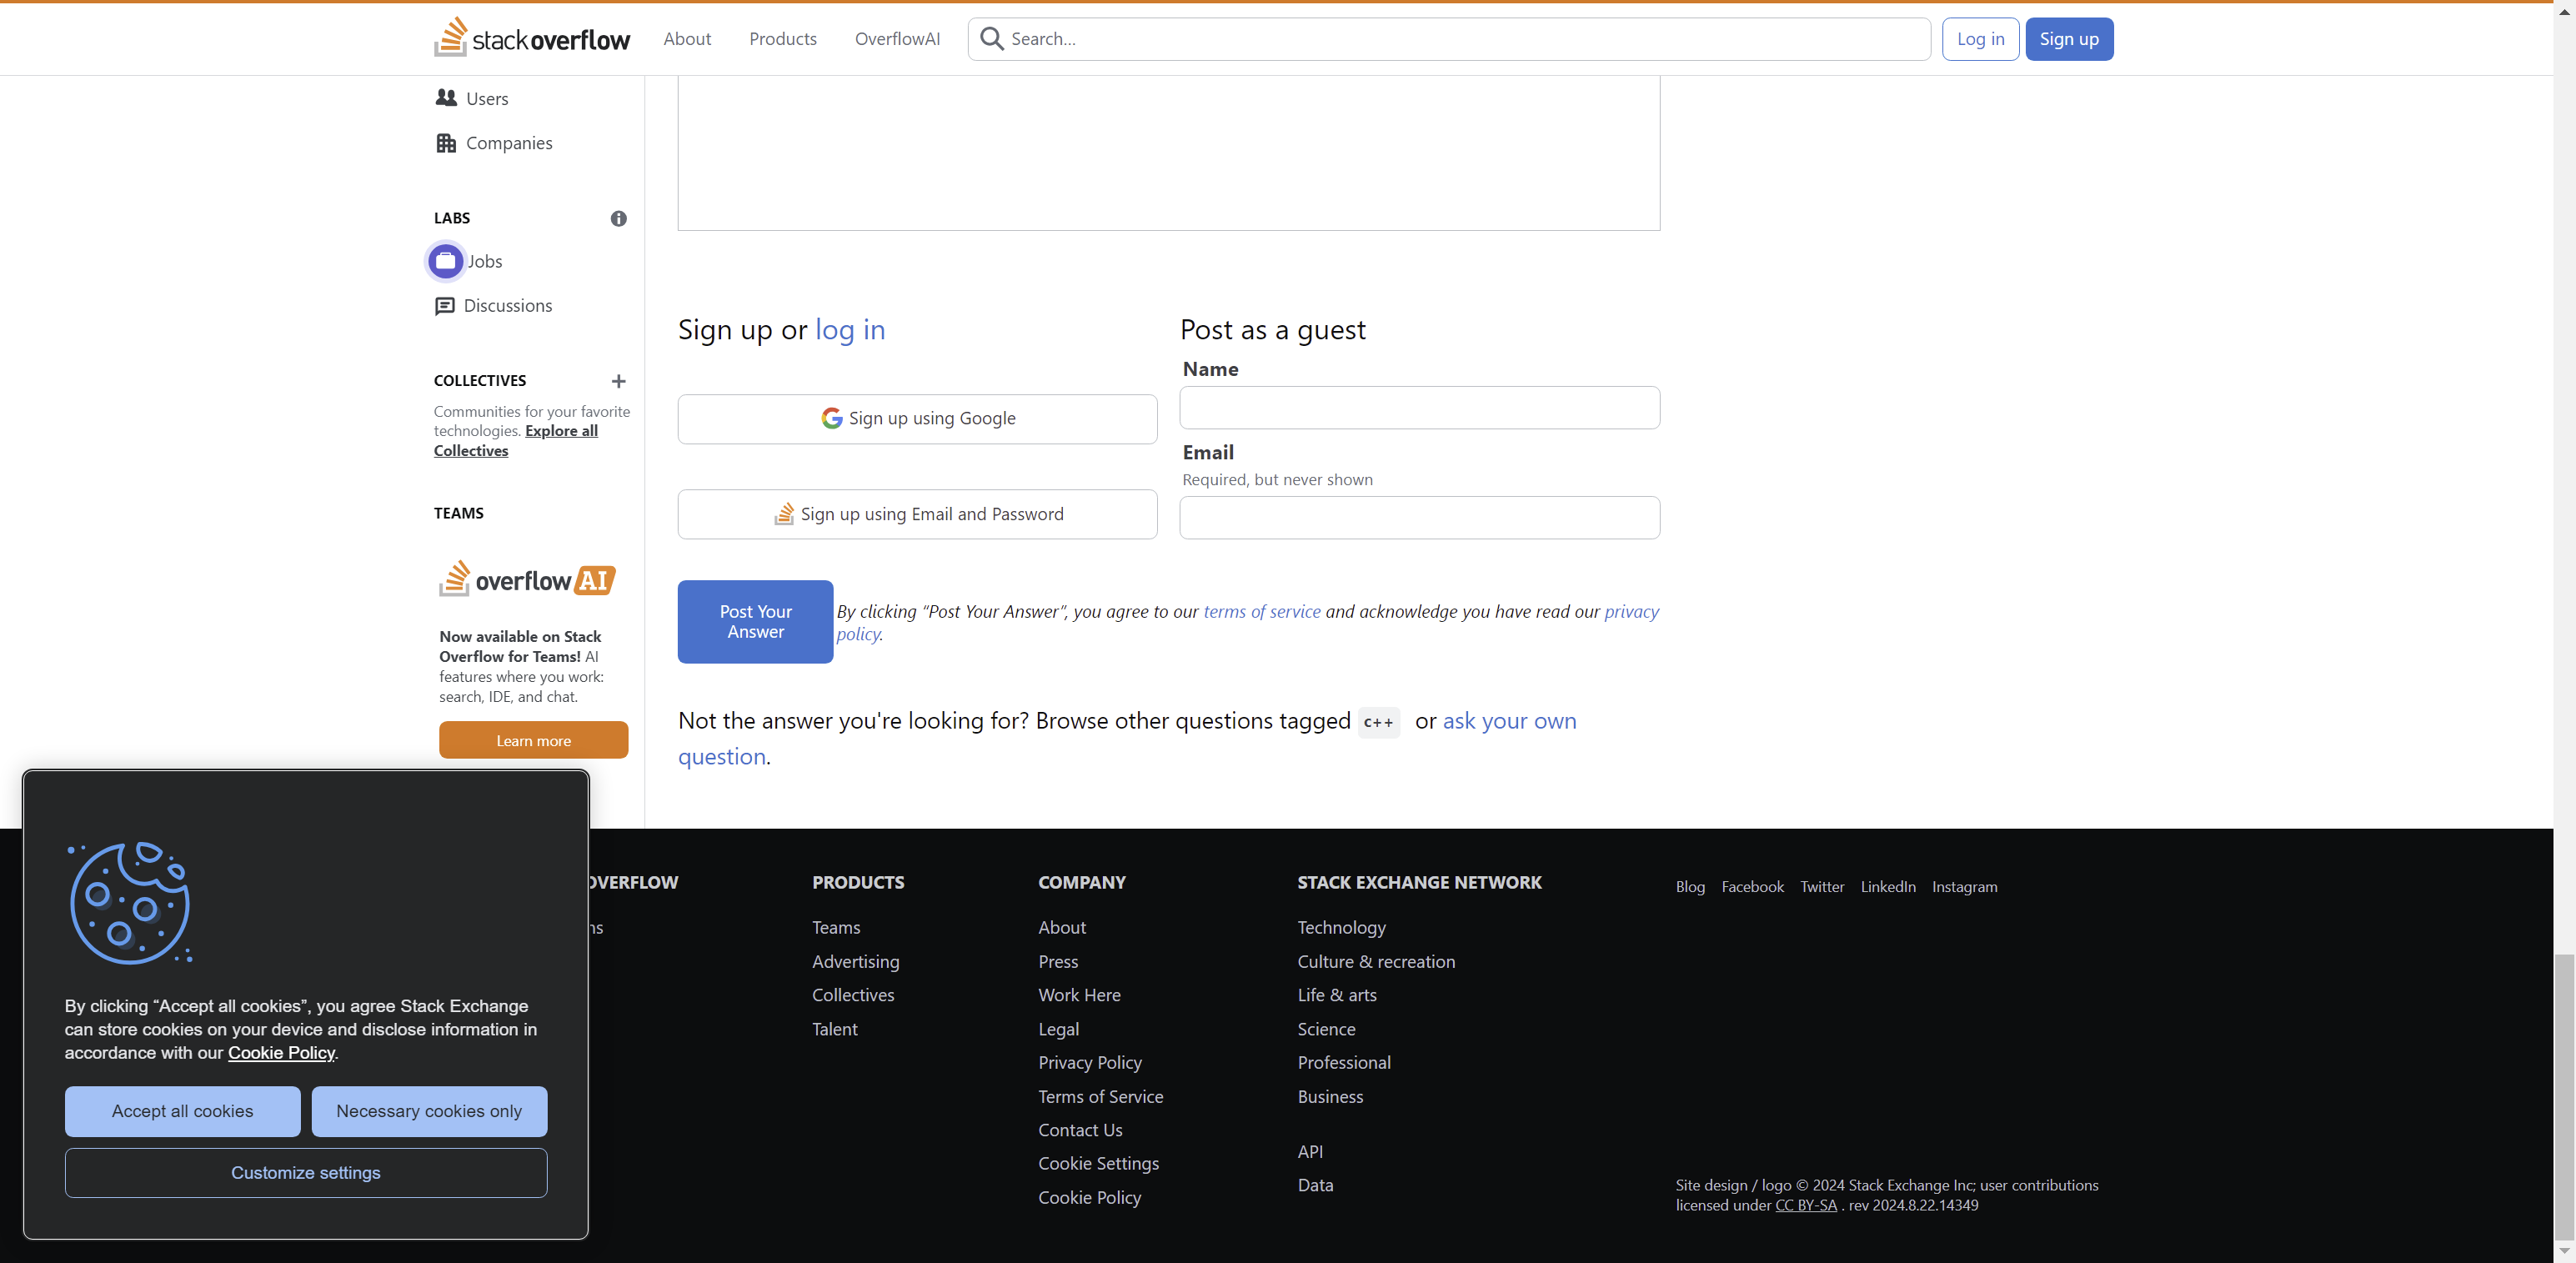 stackoverflow
About
Products
OverflowAI
Search...
Log in
Sign up
Users
Companies
LABS
Jobs
Discussions
COLLECTIVES
Communities for your favorite
technologies. Explore all
Collectives
TEAMS
overflowAI
Now available on Stack
Overflow for Teams! AI
features where you work:
search, IDE, and chat.
Learn more
Sign up or log in
Sign up using Google
Sign up using Email and Password
Post as a guest
Name
Email
Required, but never shown
Post Your
Answer
By clicking “Post Your Answer”, you agree to our terms of service and acknowledge you have read our privacy
policy.
Not the answer you're looking for? Browse other questions tagged c++ or ask your own
question.
By clicking “Accept all cookies”, you agree Stack Exchange
can store cookies on your device and disclose information in
accordance with our Cookie Policy.
Accept all cookies
Necessary cookies only
Customize settings
OVERFLOW
ns
PRODUCTS
Teams
Advertising
Collectives
Talent
COMPANY
About
Press
Work Here
Legal
Privacy Policy
Terms of Service
Contact Us
Cookie Settings
Cookie Policy
STACK EXCHANGE NETWORK
Technology
Culture & recreation
Life & arts
Science
Professional
Business
API
Data
Blog
Facebook
Twitter
LinkedIn
Instagram
Site design / logo © 2024 Stack Exchange Inc; user contributions
licensed under CC BY-SA . rev 2024.8.22.14349